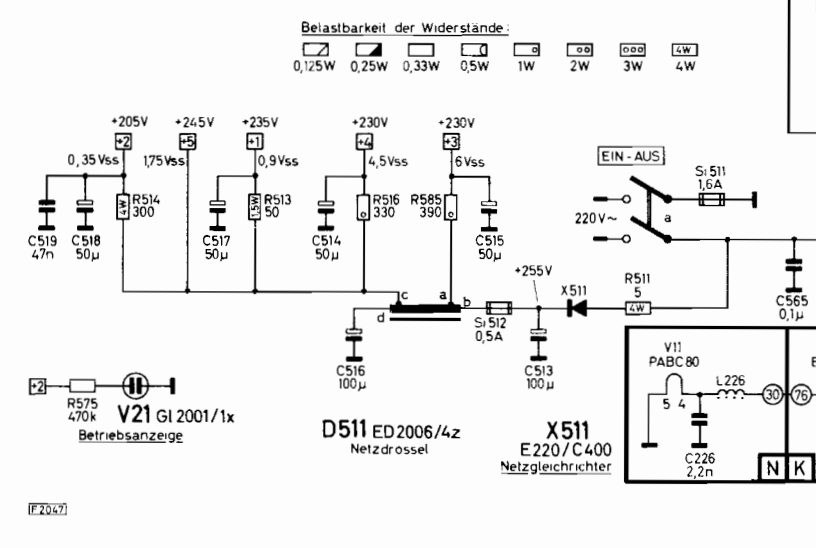 Belastbarkeit der Widerstände:
4W
0,125W 0,25W 0,33W 0,5W 1W 2W 3W 4W
+205V +245V +235V +230V +230V
+2 +5 +1 +4 +3
0,35Vss 1,75Vss 0,9Vss 4,5Vss 6Vss
EIN - AUS
Si 511
1,6A
4W R514
300
1,5W R513
50
R516
330
R585
390
220V~
a
C519
47n
C518
50µ
C517
50µ
C514
50µ
C515
50µ
+255V
X511
R511
5
4W
C565
0,1µ
c a b
d
Si 512
0,5A
C516
100µ
C513
100µ
V11
PABC80
5 4
L226
30 76
C226
2,2n
N K
+2
R575
470k
V21 Gl 2001/1x
Betriebsanzeige
D511 ED2006/4z
Netzdrossel
X511
E220/C400
Netzgleichrichter
F2047